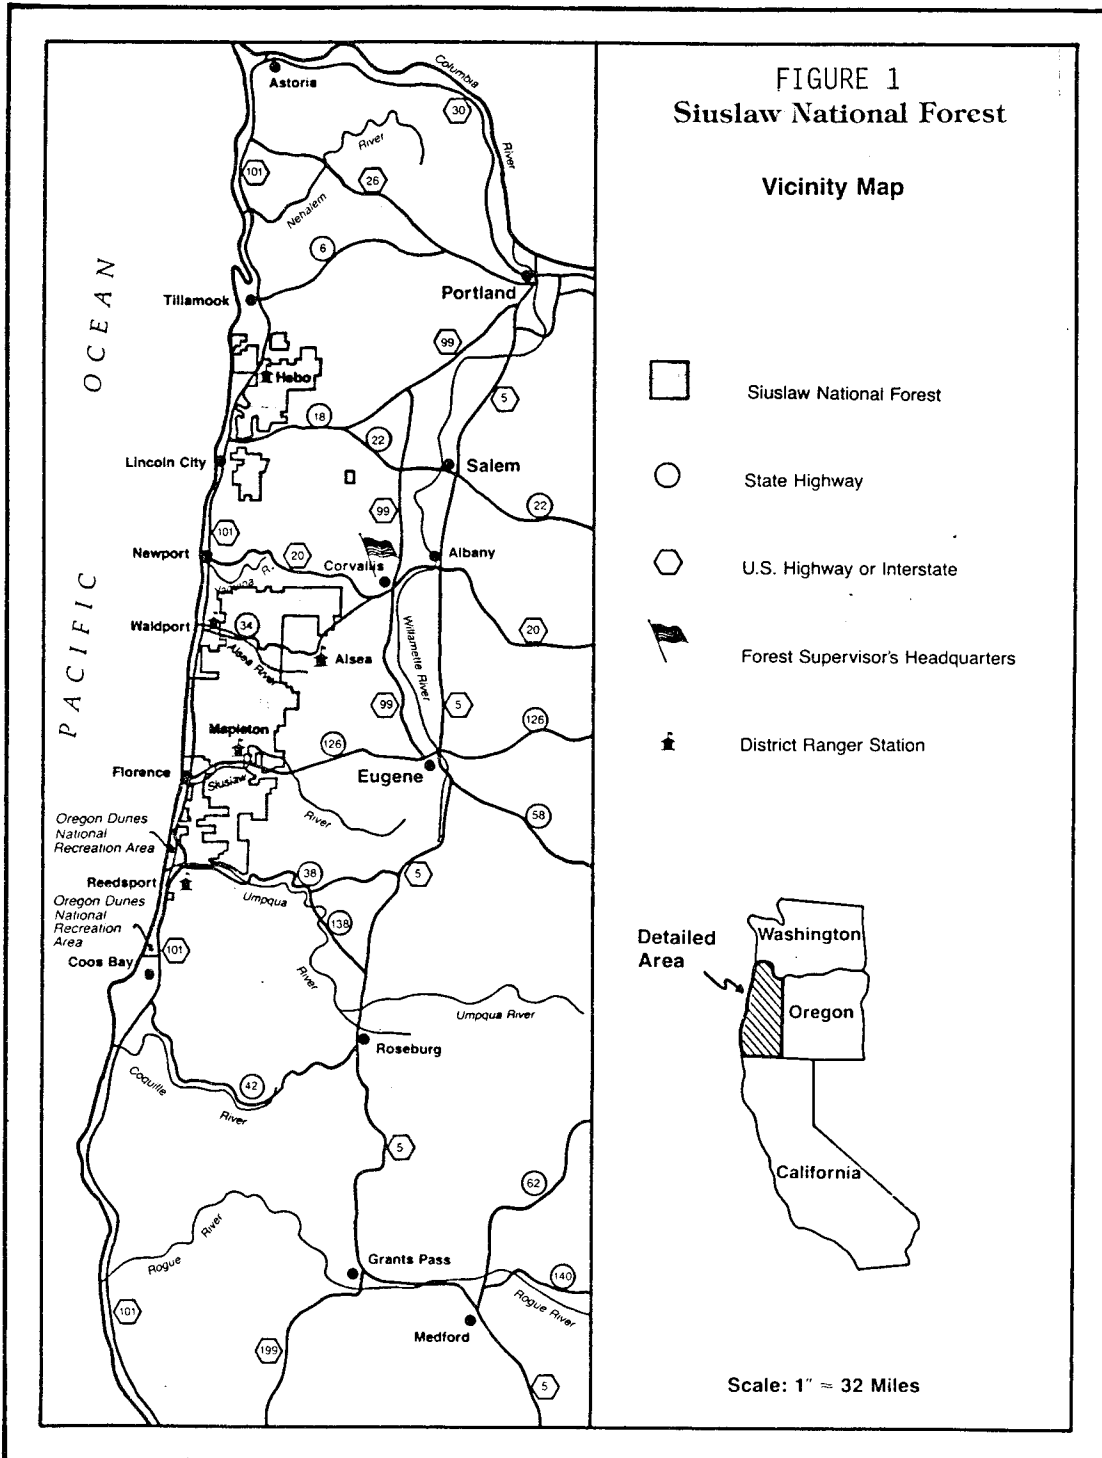 FIGURE 1
Siuslaw National Forest
Vicinity Map
Siuslaw National Forest
State Highway
U.S. Highway or Interstate
Forest Supervisor's Headquarters
District Ranger Station
Detailed
Area
Washington
Oregon
California
Scale: 1" = 32 Miles
PACIFIC
OCEAN
Astoria
Columbia
River
30
101
River
26
Nehalem
6
Tillamook
Portland
99
Hebo
5
18
22
Lincoln City
Salem
22
99
101
Newport
20
Corvallis
Albany
R.
Waldport
34
Alsea River
Alsea
Willamette River
20
99
5
126
Mapleton
126
Florence
Siuslaw
Eugene
River
58
Oregon Dunes
National
Recreation Area
Reedsport
38
5
Umpqua
Oregon Dunes
National
Recreation
Area
138
101
Coos Bay
River
Umpqua River
Roseburg
Coquille
42
River
5
62
River
Rogue
Grants Pass
140
Rogue River
101
Medford
199
5